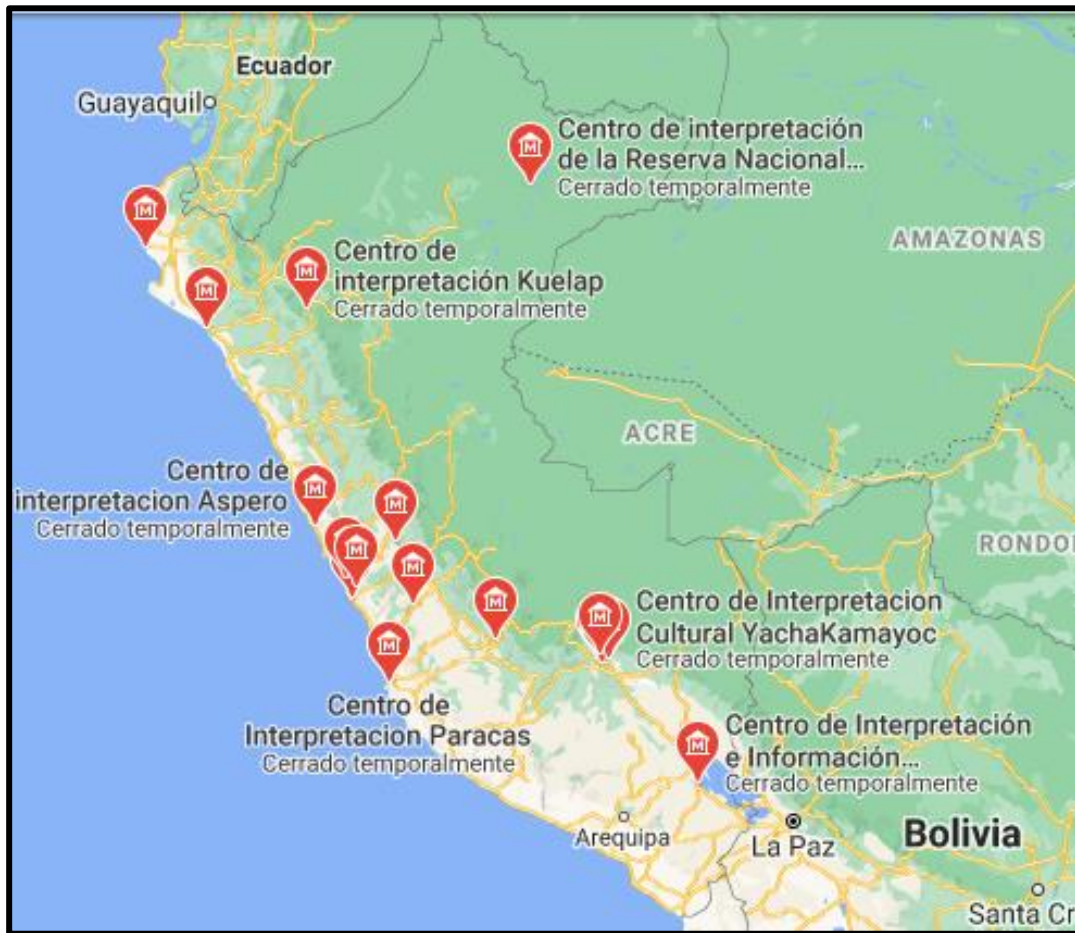 Ecuador
Guayaquil
Centro de interpretación
de la Reserva Nacional...
Cerrado temporalmente
AMAZONAS
Centro de
interpretación Kuelap
Cerrado temporalmente
ACRE
Centro de
interpretacion Aspero
Cerrado temporalmente
RONDO
Centro de Interpretacion
Cultural YachaKamayoc
Cerrado temporalmente
Centro de
Interpretacion Paracas
Cerrado temporalmente
Centro de Interpretación
e Información...
Cerrado temporalmente
Arequipa
La Paz
Bolivia
Santa Cr